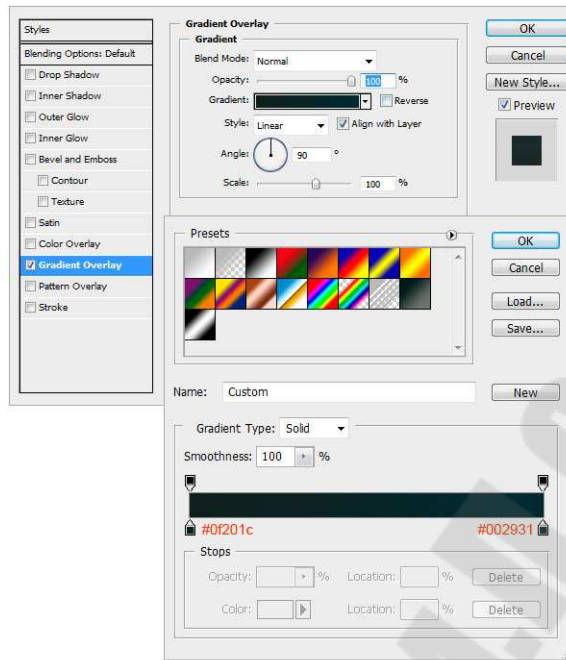 Styles
Blending Options: Default
Drop Shadow
Inner Shadow
Outer Glow
Inner Glow
Bevel and Emboss
Contour
Texture
Satin
Color Overlay
Gradient Overlay
Pattern Overlay
Stroke
Gradient Overlay
Gradient
Blend Mode: Normal
Opacity: 100 %
Gradient: Reverse
Style: Linear Align with Layer
Angle: 90 °
Scale: 100 %
OK
Cancel
New Style...
Preview
Presets
OK
Cancel
Load...
Save...
Name: Custom New
Gradient Type: Solid
Smoothness: 100 %
#0f201c #002931
Stops
Opacity: % Location: % Delete
Color: Location: % Delete